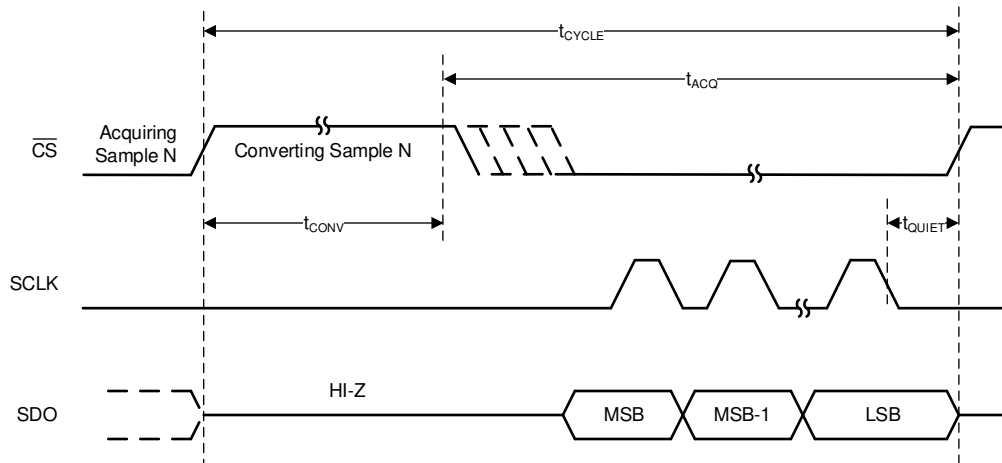 tCYCLE
tACQ
CS
Acquiring
Sample N
Converting Sample N
tCONV
tQUIET
SCLK
HI-Z
SDO
MSB
MSB-1
LSB